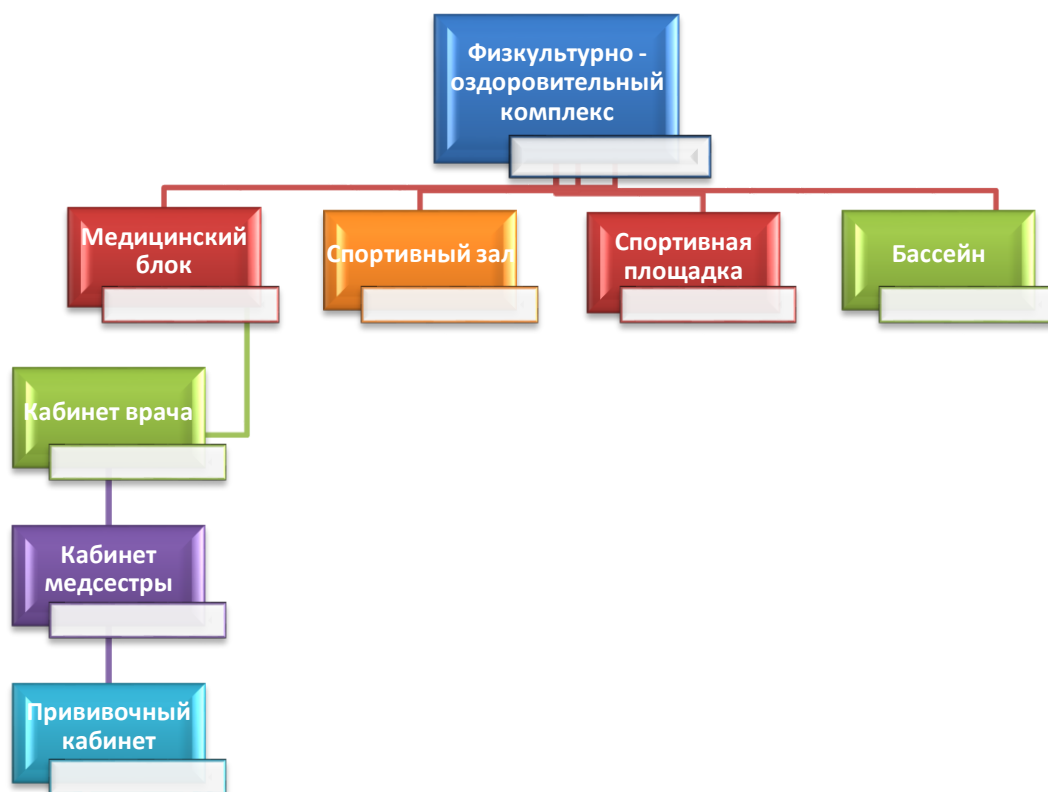 Физкультурно -
оздоровительный
комплекс
Медицинский
блок
Спортивный зал
Спортивная
площадка
Бассейн
Кабинет врача
Кабинет
медсестры
Прививочный
кабинет